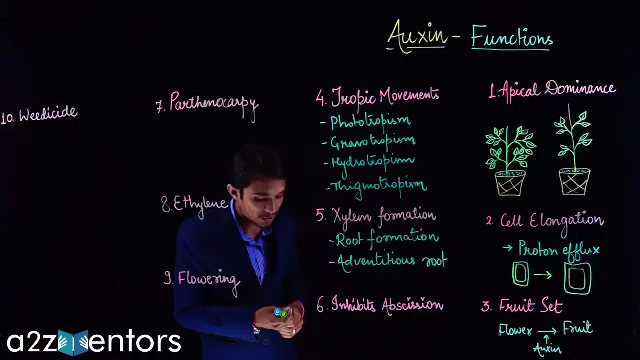 Auxin - Functions
1. Apical Dominance
2. Cell Elongation
→ Proton efflux
3. Fruit Set
Flower → Fruit
↑
Auxin
4. Tropic Movements
- Phototropism
- Gravotropism
- Hydrotropism
- Thigmotropism
5. Xylem formation
- Root formation
- Adventitious root
6. Inhibits Abscission
7. Parthenocarpy
8. Ethylene
9. Flowering
10. Weedicide
a2zmentors